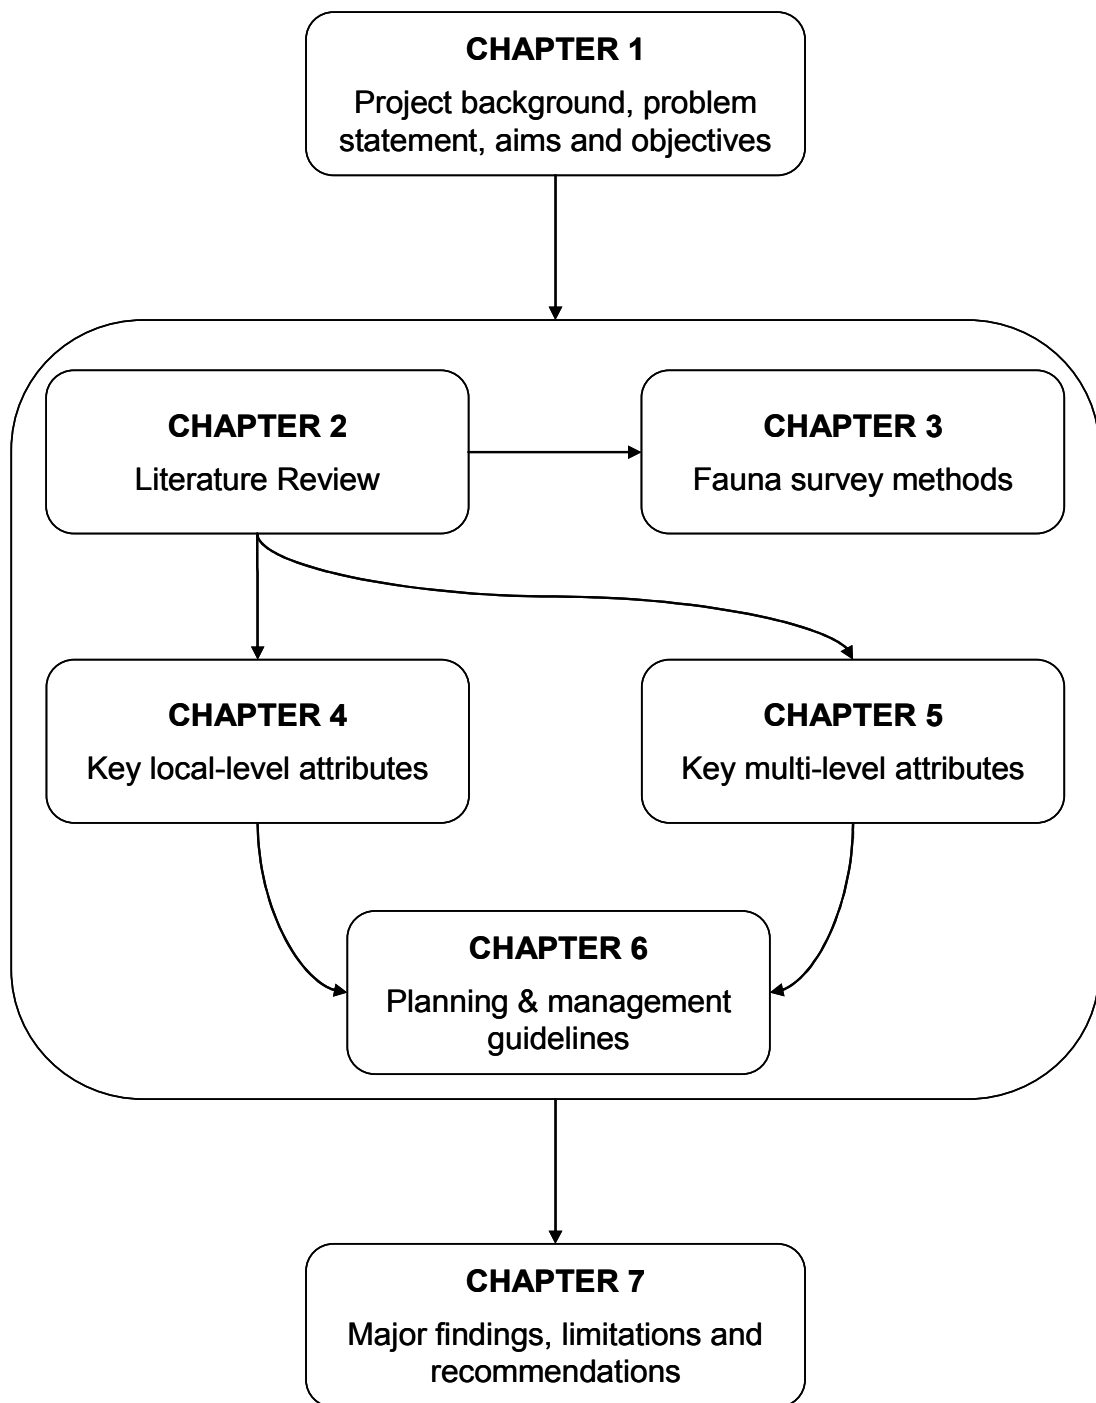 CHAPTER 1
Project background, problem
statement, aims and objectives
CHAPTER 2
Literature Review
CHAPTER 3
Fauna survey methods
CHAPTER 4
Key local-level attributes
CHAPTER 5
Key multi-level attributes
CHAPTER 6
Planning & management
guidelines
CHAPTER 7
Major findings, limitations and
recommendations